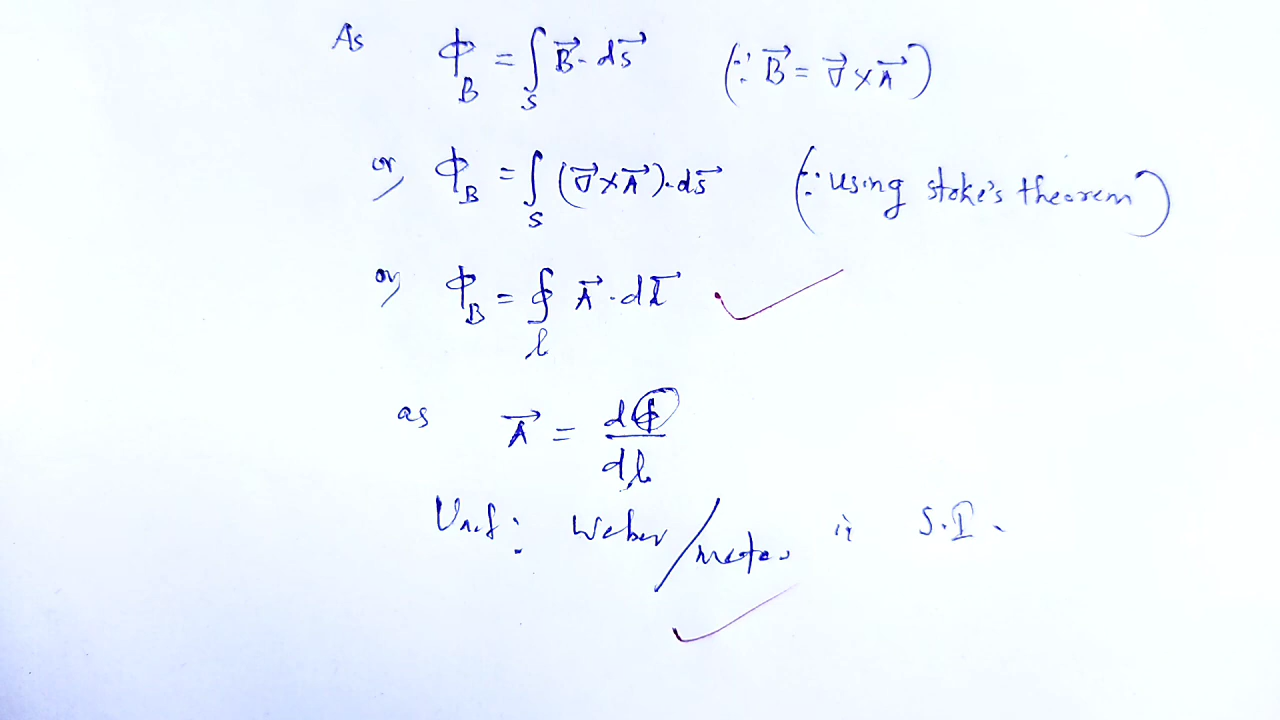 As Φ_B = ∫_S B⃗ · dS⃗ (∵ B⃗ = ∇⃗ × A⃗)
or, Φ_B = ∫_S (∇⃗ × A⃗) · dS⃗ (∵ using stoke's theorem)
or, Φ_B = ∮_l A⃗ · dl⃗ ✓
as A⃗ = dΦ/dl
Unit: Weber/meter in S.I.
✓